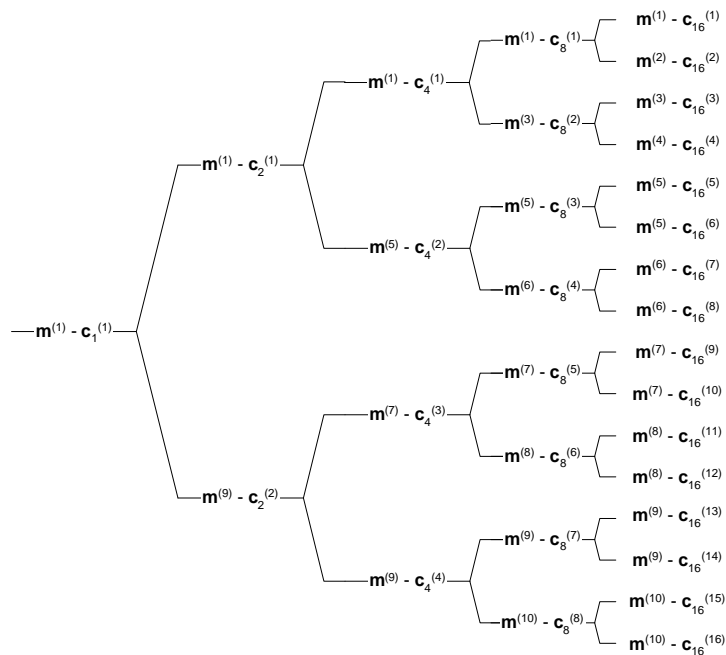 m(1) - c16(1)
m(1) - c8(1)
m(2) - c16(2)
m(1) - c4(1)
m(3) - c16(3)
m(3) - c8(2)
m(4) - c16(4)
m(1) - c2(1)
m(5) - c16(5)
m(5) - c8(3)
m(5) - c16(6)
m(5) - c4(2)
m(6) - c16(7)
m(6) - c8(4)
m(6) - c16(8)
m(1) - c1(1)
m(7) - c16(9)
m(7) - c8(5)
m(7) - c16(10)
m(7) - c4(3)
m(8) - c16(11)
m(8) - c8(6)
m(8) - c16(12)
m(9) - c2(2)
m(9) - c16(13)
m(9) - c8(7)
m(9) - c16(14)
m(9) - c4(4)
m(10) - c16(15)
m(10) - c8(8)
m(10) - c16(16)